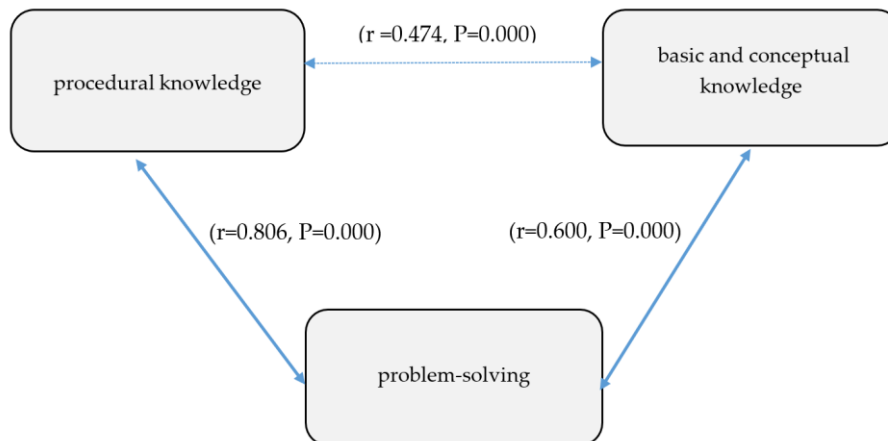 (r =0.474, P=0.000)
procedural knowledge
basic and conceptual
knowledge
(r=0.806, P=0.000)
(r=0.600, P=0.000)
problem-solving